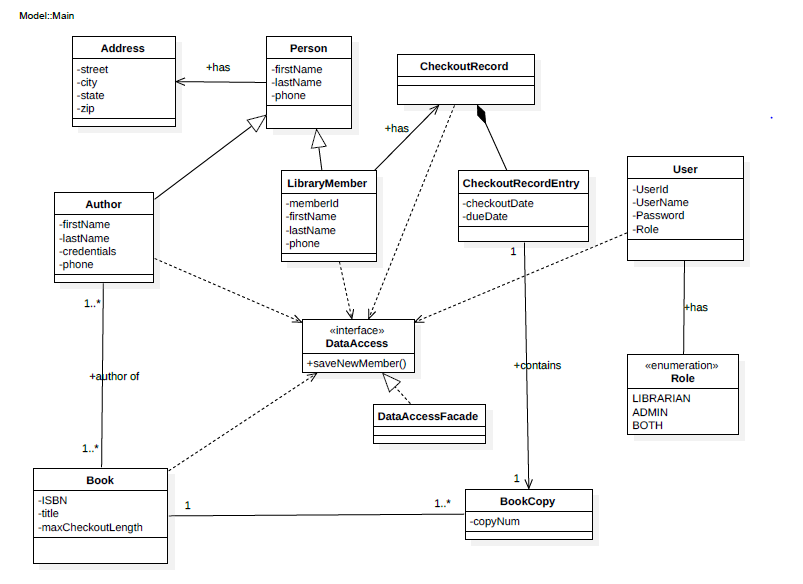 Model::Main
Address
-street
-city
-state
-zip
+has
Person
-firstName
-lastName
-phone
CheckoutRecord
+has
Author
-firstName
-lastName
-credentials
-phone
LibraryMember
-memberId
-firstName
-lastName
-phone
CheckoutRecordEntry
-checkoutDate
-dueDate
1
User
-UserId
-UserName
-Password
-Role
+has
1..*
+author of
1..*
«interface»
DataAccess
+saveNewMember()
+contains
1
«enumeration»
Role
LIBRARIAN
ADMIN
BOTH
DataAccessFacade
Book
-ISBN
-title
-maxCheckoutLength
1
1..*
BookCopy
-copyNum